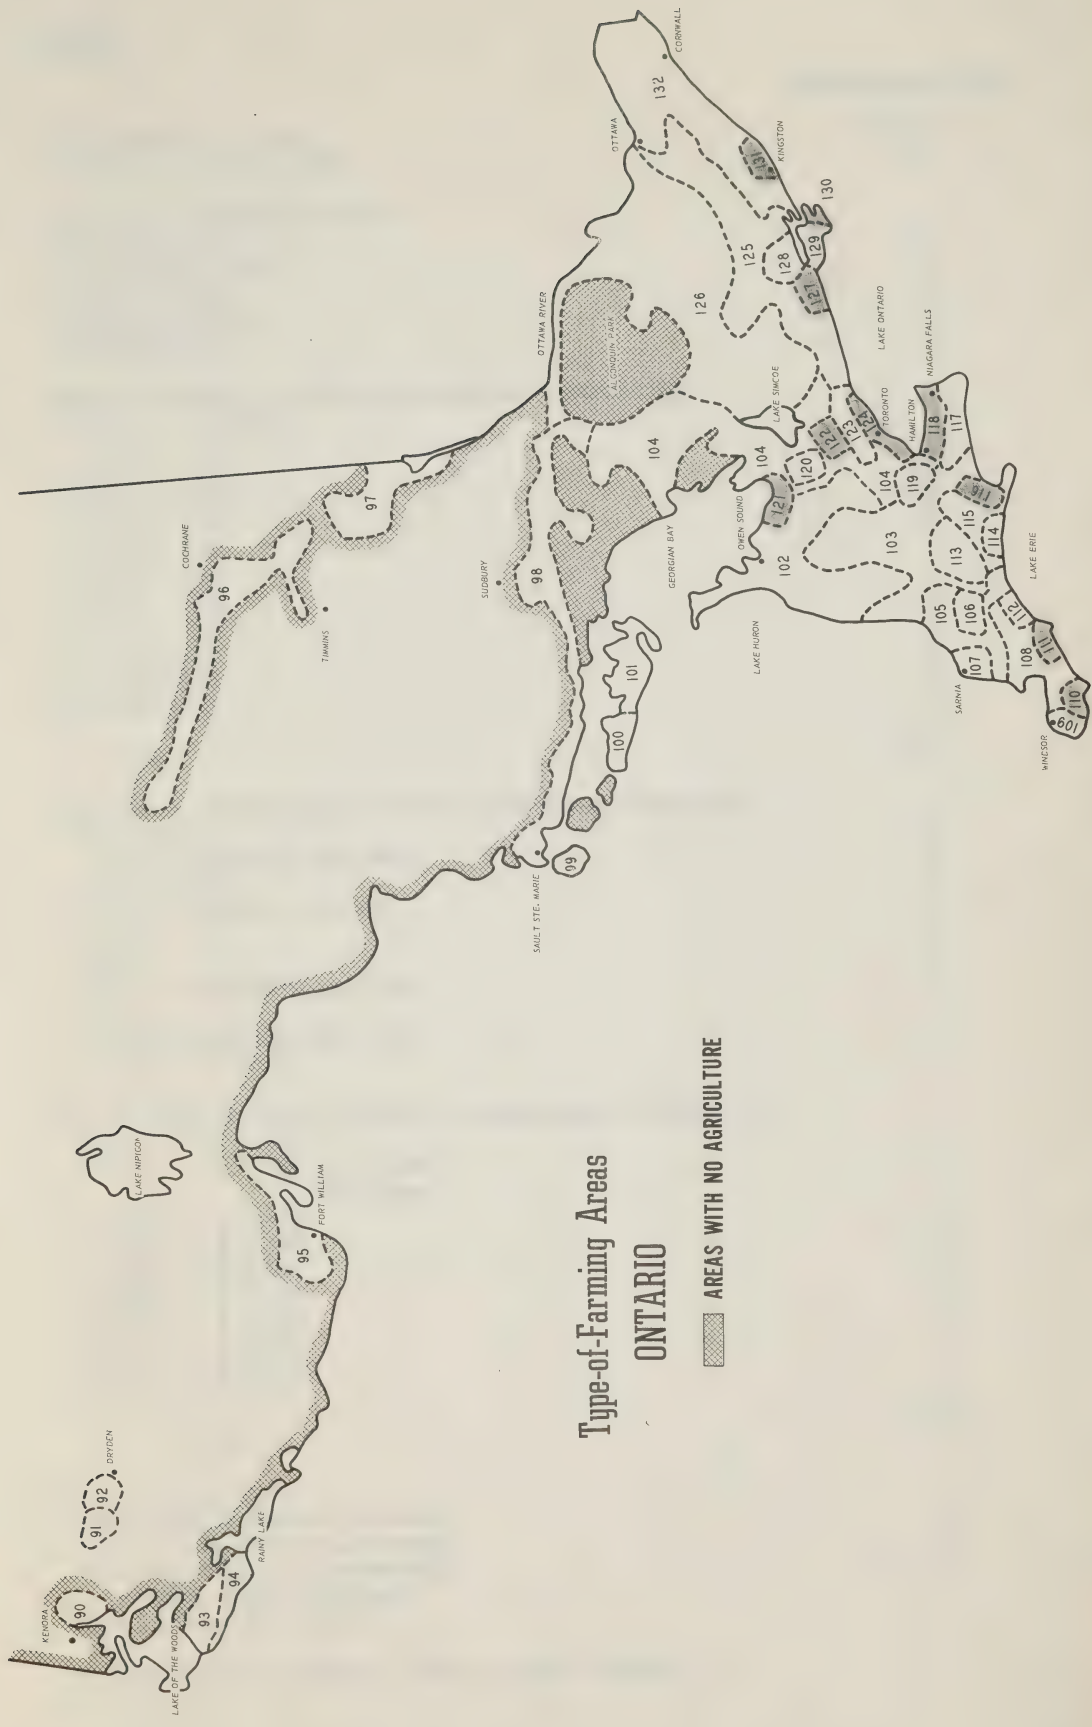 Type-of-Farming Areas
ONTARIO
AREAS WITH NO AGRICULTURE
KENORA
90
LAKE OF THE WOODS
91
92
DRYDEN
93
94
RAINY LAKE
LAKE NIPIGON
95
FORT WILLIAM
COCHRANE
96
TIMMINS
97
SUDBURY
98
SAULT STE. MARIE
99
100
101
OTTAWA RIVER
ALGONQUIN PARK
104
GEORGIAN BAY
LAKE HURON
OWEN SOUND
102
121
104
LAKE SIMCOE
120
122
123
124
TORONTO
104
119
HAMILTON
118
NIAGARA FALLS
117
116
115
114
113
103
105
106
107
SARNIA
108
112
111
110
109
WINDSOR
LAKE ERIE
LAKE ONTARIO
126
125
127
128
129
130
131
KINGSTON
OTTAWA
132
CORNWALL